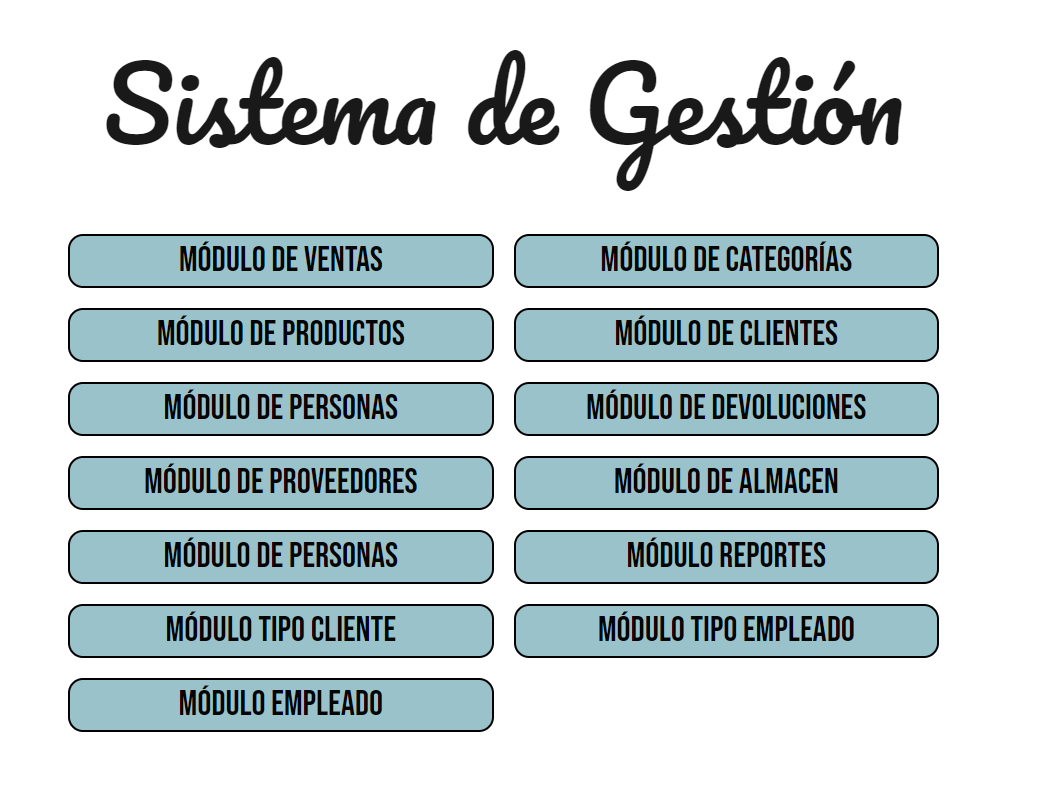 Sistema de Gestión
MÓDULO DE VENTAS
MÓDULO DE CATEGORÍAS
MÓDULO DE PRODUCTOS
MÓDULO DE CLIENTES
MÓDULO DE PERSONAS
MÓDULO DE DEVOLUCIONES
MÓDULO DE PROVEEDORES
MÓDULO DE ALMACEN
MÓDULO DE PERSONAS
MÓDULO REPORTES
MÓDULO TIPO CLIENTE
MÓDULO TIPO EMPLEADO
MÓDULO EMPLEADO